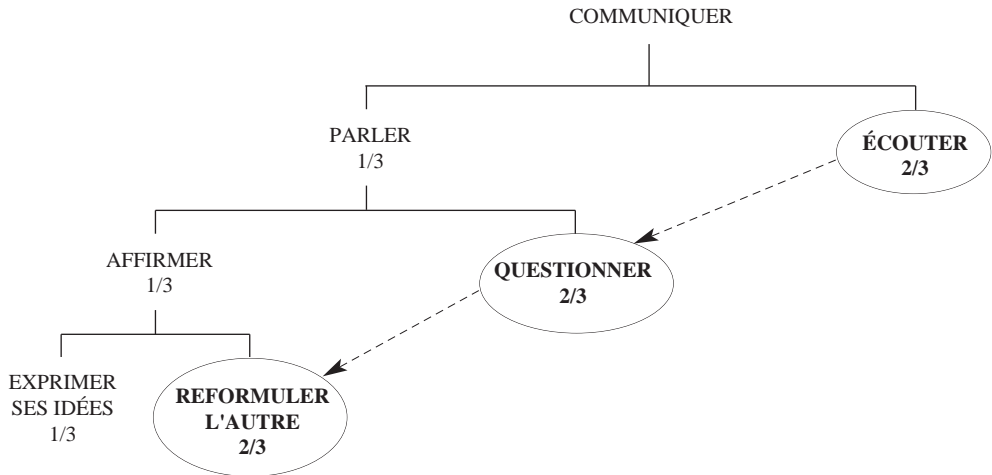 COMMUNIQUER
PARLER
1/3
ÉCOUTER
2/3
AFFIRMER
1/3
QUESTIONNER
2/3
EXPRIMER
SES IDÉES
1/3
REFORMULER
L'AUTRE
2/3